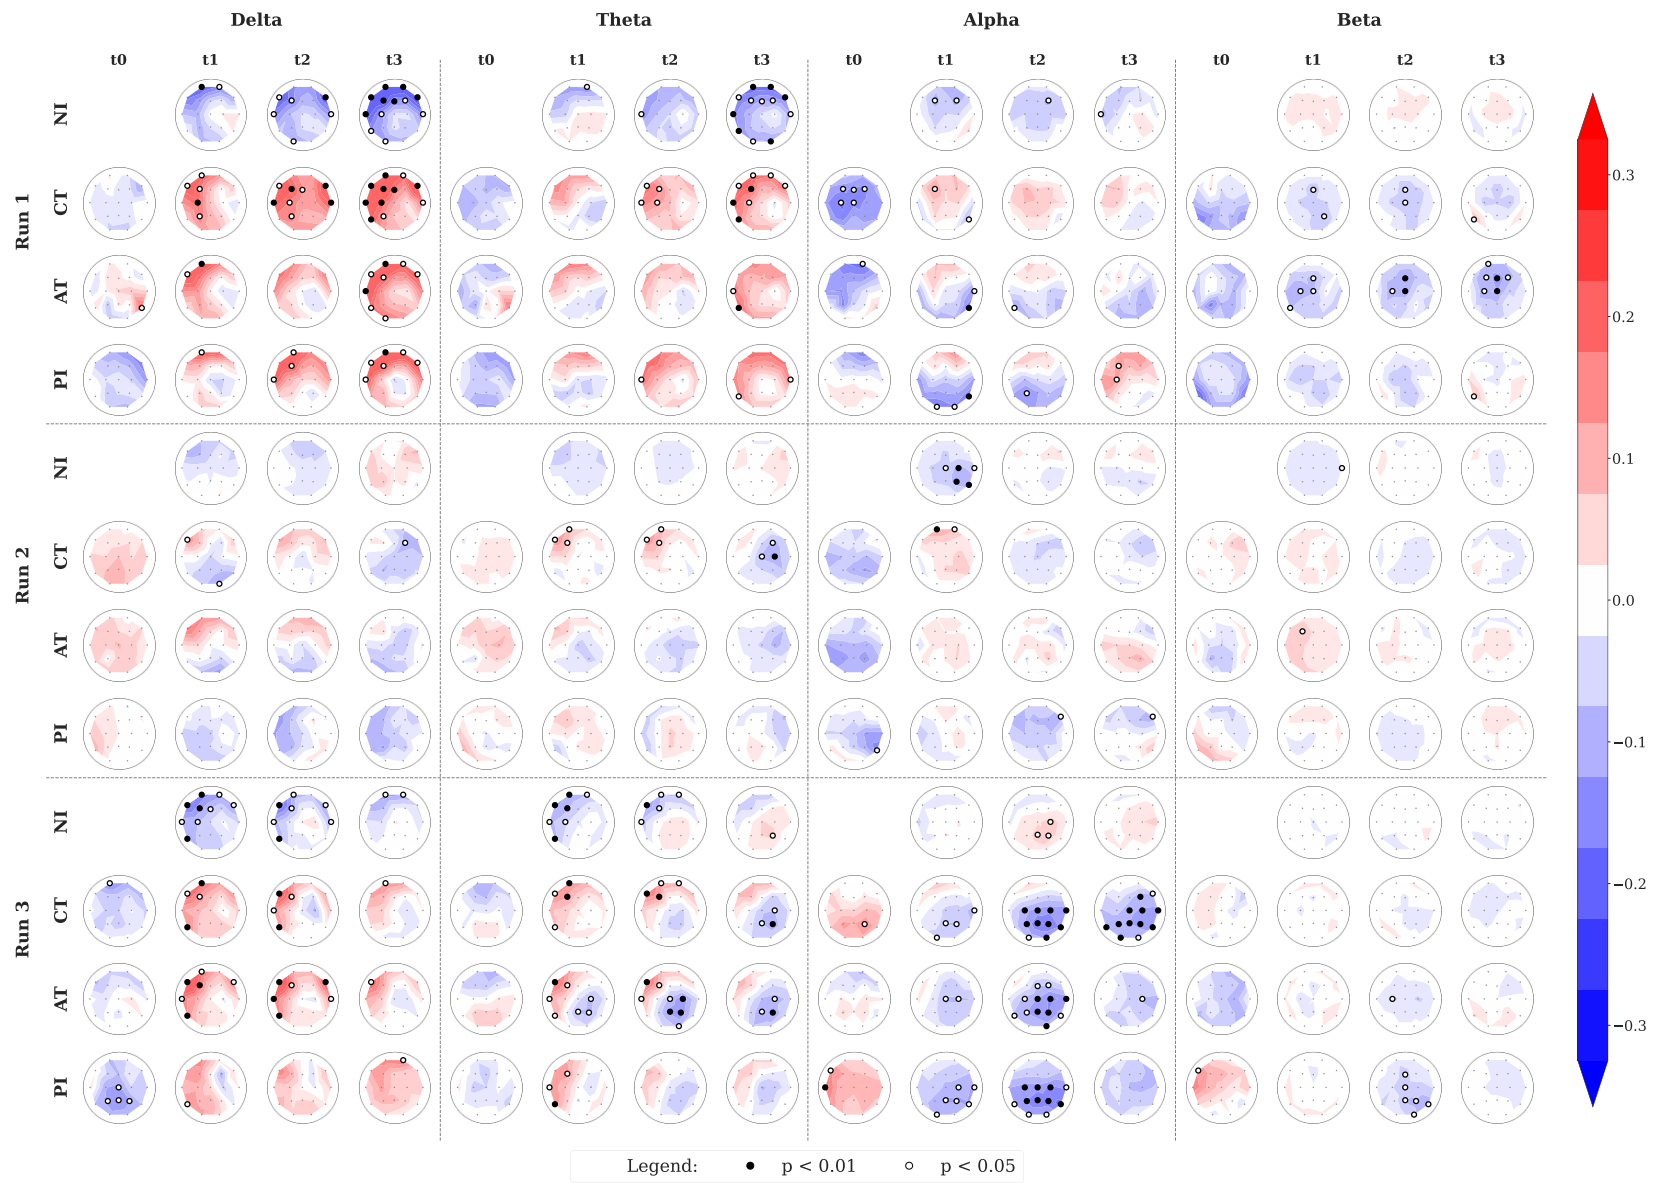 Delta Theta Alpha Beta
t0 t1 t2 t3 t0 t1 t2 t3 t0 t1 t2 t3 t0 t1 t2 t3
Run 1
NI
CT
AT
PI
Run 2
NI
CT
AT
PI
Run 3
NI
CT
AT
PI
0.3
0.2
0.1
0.0
−0.1
−0.2
−0.3
Legend: p < 0.01 p < 0.05